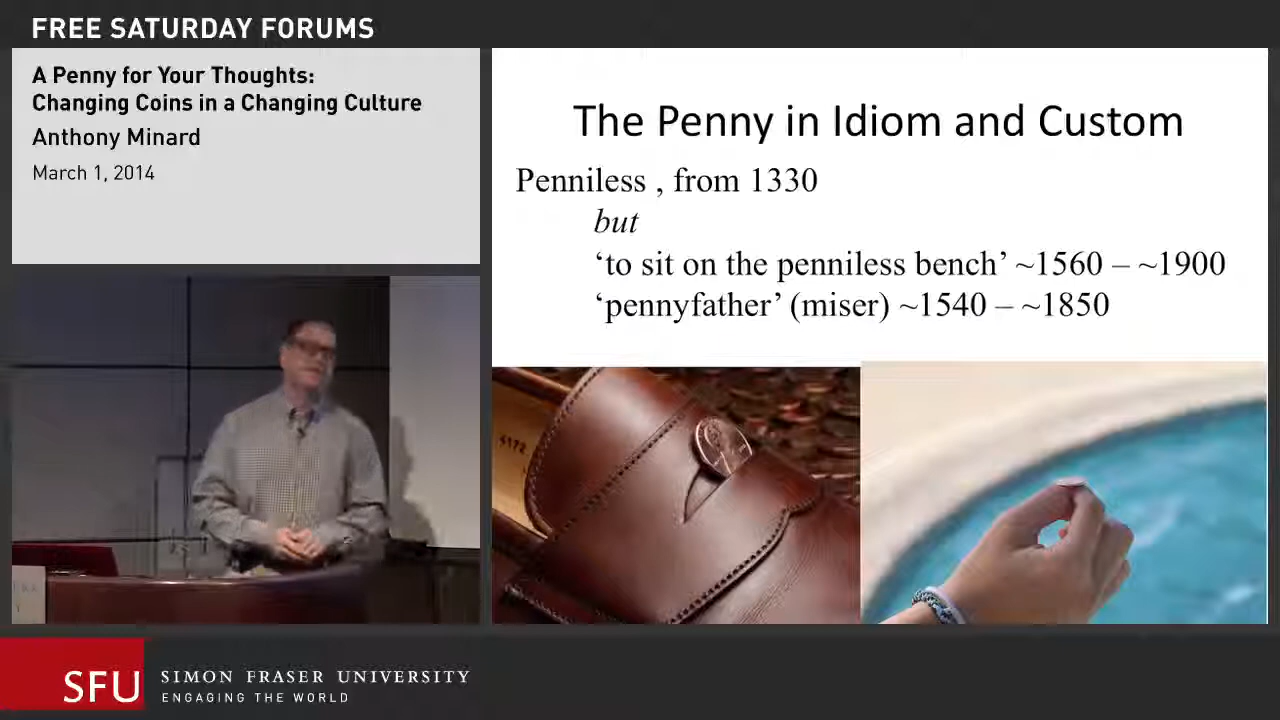 FREE SATURDAY FORUMS
A Penny for Your Thoughts:
Changing Coins in a Changing Culture
Anthony Minard
March 1, 2014
The Penny in Idiom and Custom
Penniless , from 1330
but
‘to sit on the penniless bench’ ~1560 – ~1900
‘pennyfather’ (miser) ~1540 – ~1850
SFU
SIMON FRASER UNIVERSITY
ENGAGING THE WORLD